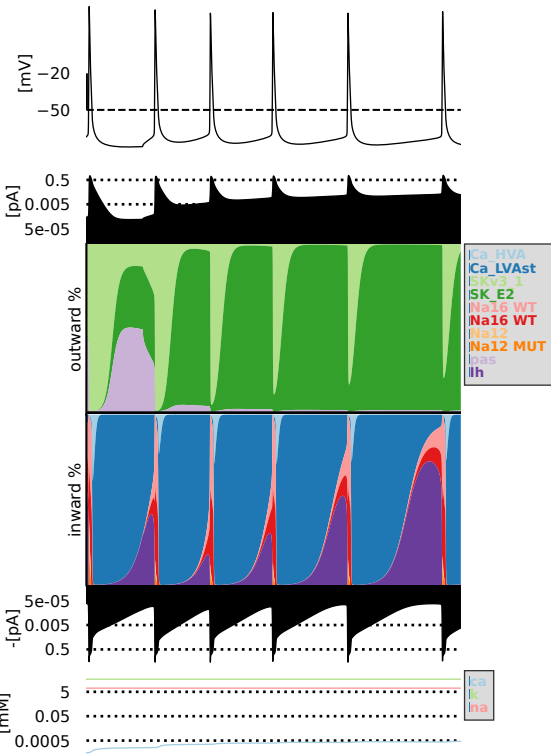 [mV]
−20
−50
[pA]
0.5
0.005
5e-05
outward %
Ca_HVA
Ca_LVAst
SKv3_1
SK_E2
Na16 WT
Na16 WT
Na12
Na12 MUT
pas
Ih
inward %
-[pA]
5e-05
0.005
0.5
[mM]
5
0.05
0.0005
ca
k
na